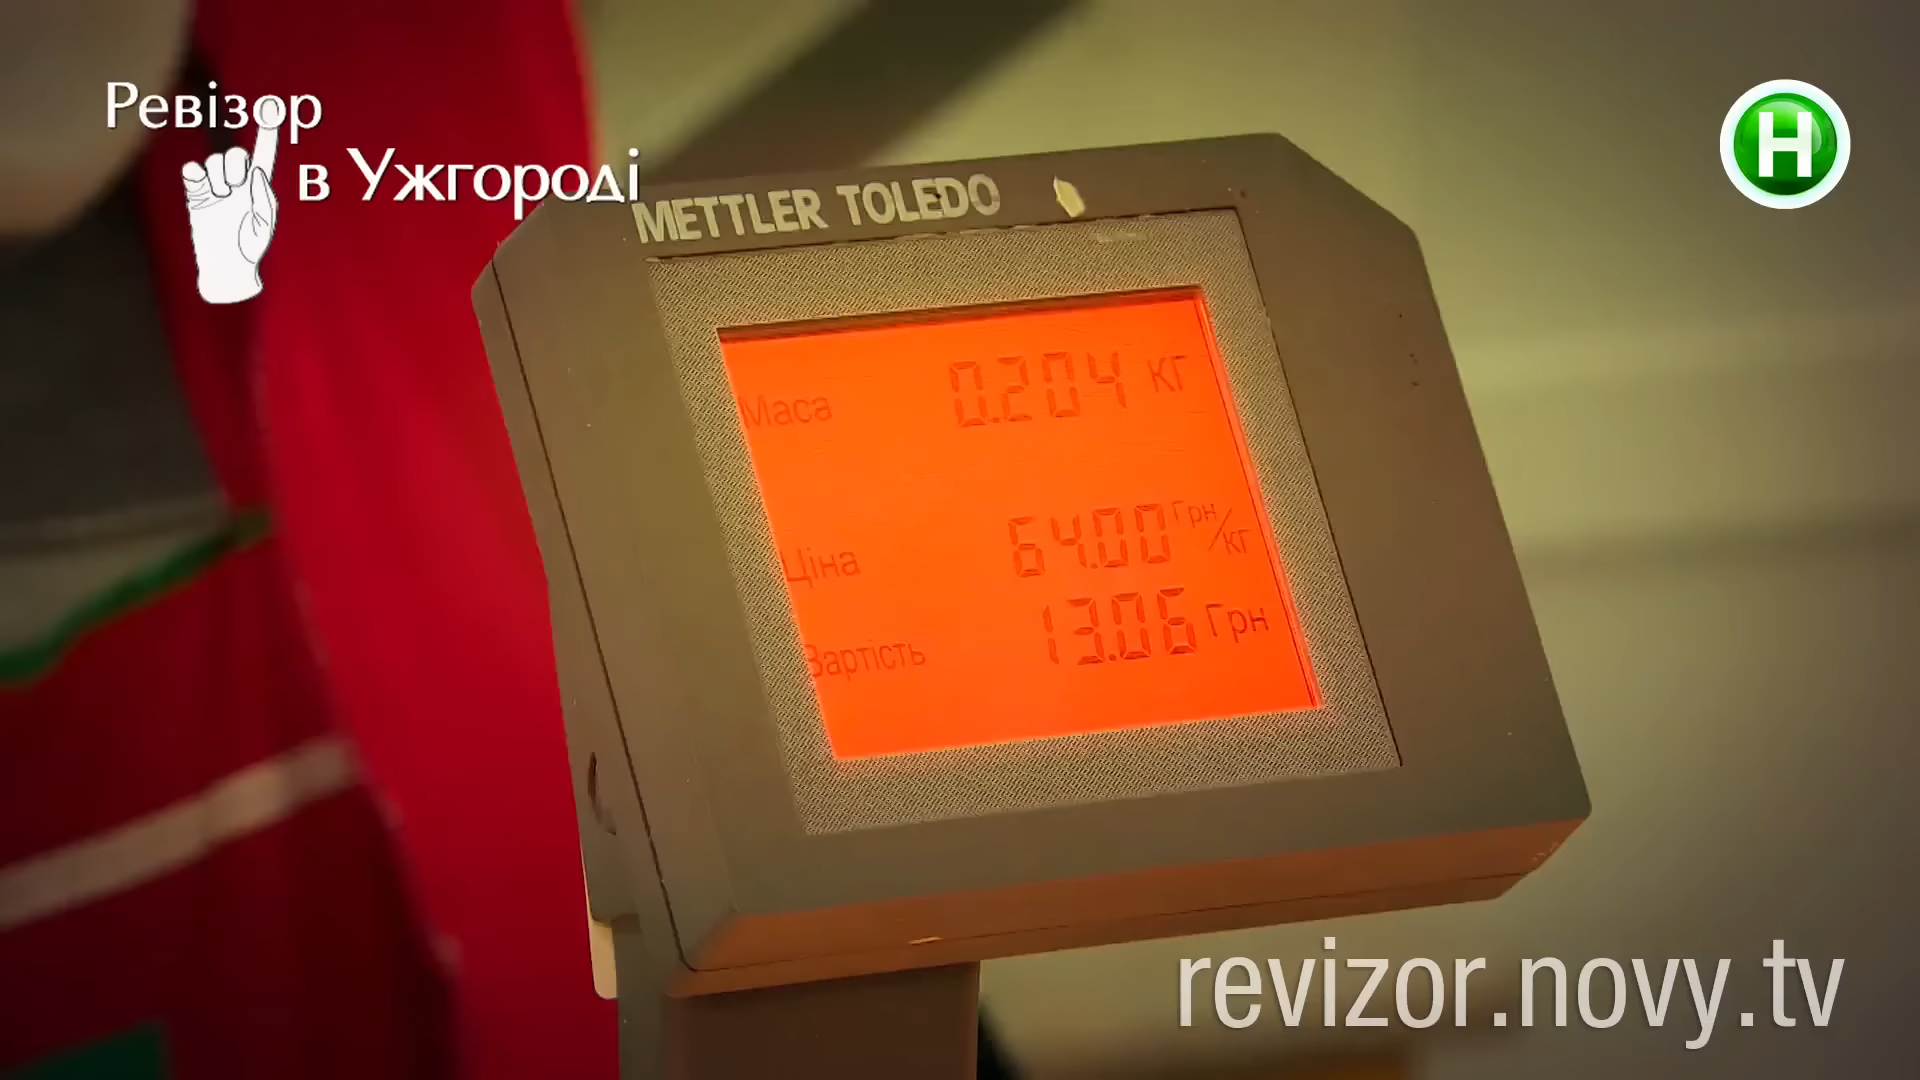 Ревізор
в Ужгороді
H
METTLER TOLEDO
Маса 0.204 кг
Ціна 64.00 Грн/кг
Вартість 13.06 Грн
revizor.novy.tv